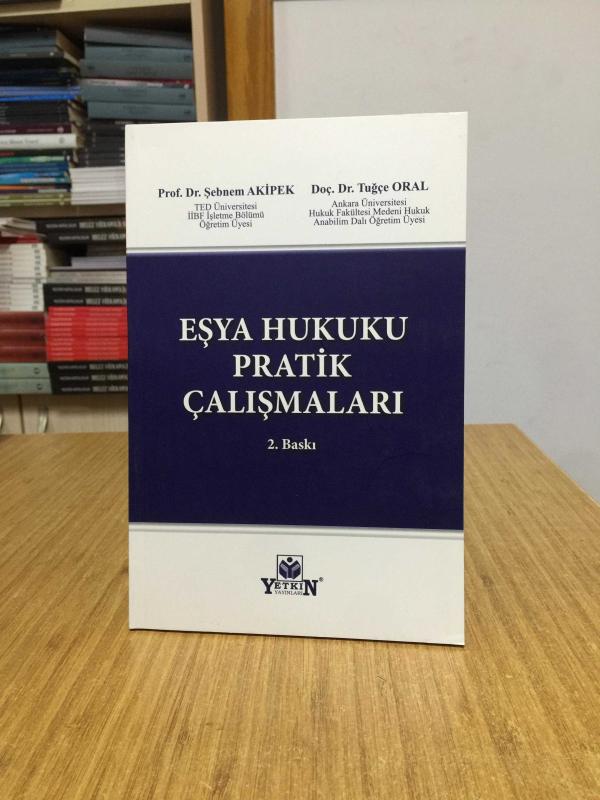 Prof. Dr. Şebnem AKİPEK
TED Üniversitesi
İİBF İşletme Bölümü
Öğretim Üyesi
Doç. Dr. Tuğçe ORAL
Ankara Üniversitesi
Hukuk Fakültesi Medeni Hukuk
Anabilim Dalı Öğretim Üyesi
EŞYA HUKUKU
PRATİK
ÇALIŞMALARI
2. Baskı
YETKİN®
YAYINLARI